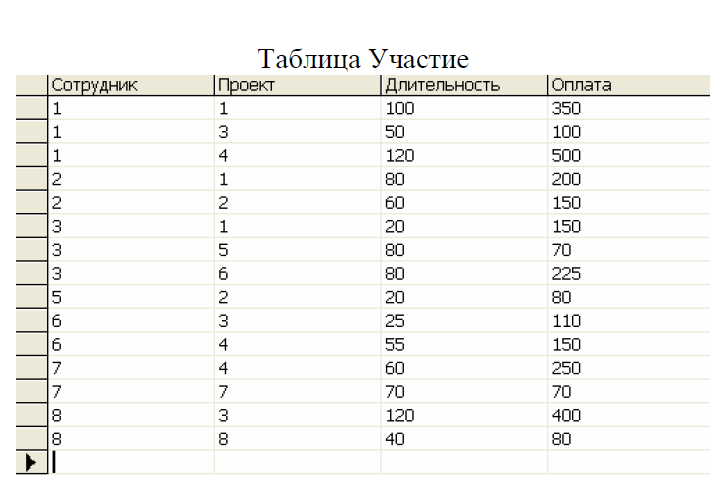 Таблица Участие
Сотрудник Проект Длительность Оплата
1 1 100 350
1 3 50 100
1 4 120 500
2 1 80 200
2 2 60 150
3 1 20 150
3 5 80 70
3 6 80 225
5 2 20 80
6 3 25 110
6 4 55 150
7 4 60 250
7 7 70 70
8 3 120 400
8 8 40 80